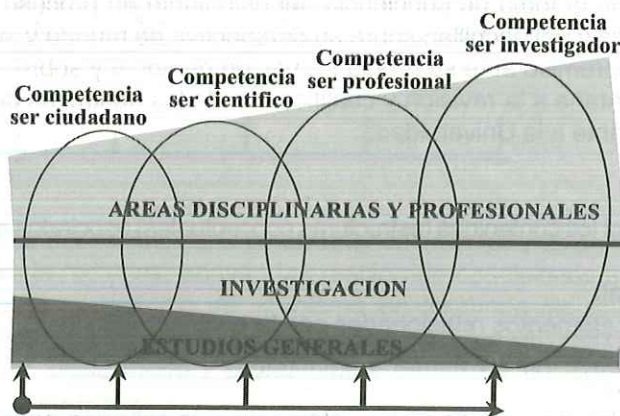 Competencia
ser ciudadano
Competencia
ser cientifico
Competencia
ser profesional
Competencia
ser investigador
AREAS DISCIPLINARIAS Y PROFESIONALES
INVESTIGACION
ESTUDIOS GENERALES